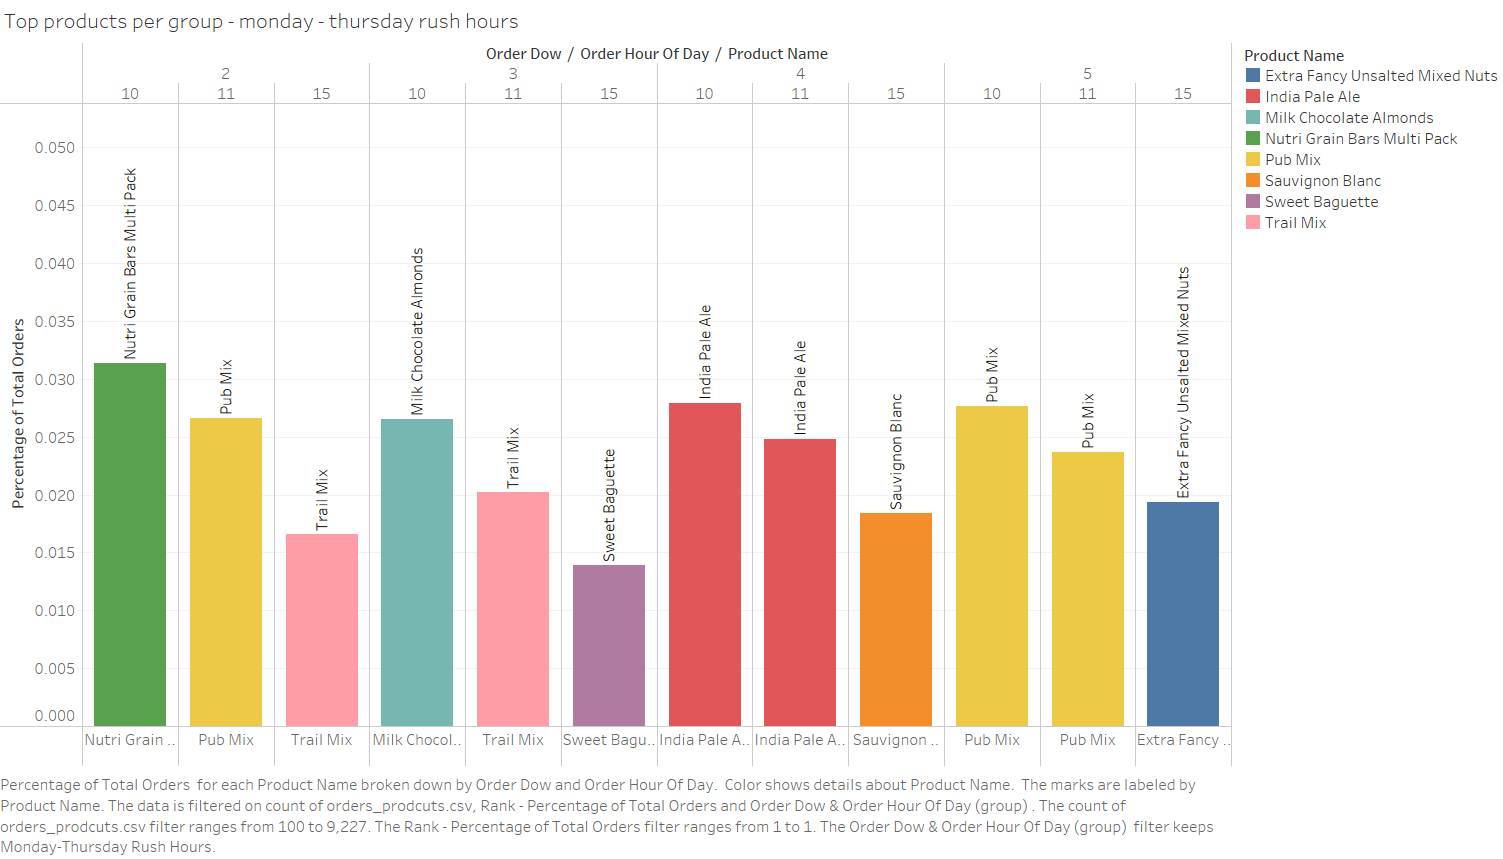 Top products per group - monday - thursday rush hours
Order Dow / Order Hour Of Day / Product Name
2 3 4 5
10 11 15 10 11 15 10 11 15 10 11 15
Percentage of Total Orders
0.050
0.045
0.040
0.035
0.030
0.025
0.020
0.015
0.010
0.005
0.000
Nutri Grain Bars Multi Pack
Pub Mix
Trail Mix
Milk Chocolate Almonds
Trail Mix
Sweet Baguette
India Pale Ale
India Pale Ale
Sauvignon Blanc
Pub Mix
Pub Mix
Extra Fancy Unsalted Mixed Nuts
Nutri Grain .. Pub Mix Trail Mix Milk Chocol.. Trail Mix Sweet Bagu.. India Pale A.. India Pale A.. Sauvignon .. Pub Mix Pub Mix Extra Fancy ..
Product Name
Extra Fancy Unsalted Mixed Nuts
India Pale Ale
Milk Chocolate Almonds
Nutri Grain Bars Multi Pack
Pub Mix
Sauvignon Blanc
Sweet Baguette
Trail Mix
Percentage of Total Orders for each Product Name broken down by Order Dow and Order Hour Of Day. Color shows details about Product Name. The marks are labeled by
Product Name. The data is filtered on count of orders_prodcuts.csv, Rank - Percentage of Total Orders and Order Dow & Order Hour Of Day (group) . The count of
orders_prodcuts.csv filter ranges from 100 to 9,227. The Rank - Percentage of Total Orders filter ranges from 1 to 1. The Order Dow & Order Hour Of Day (group) filter keeps
Monday-Thursday Rush Hours.